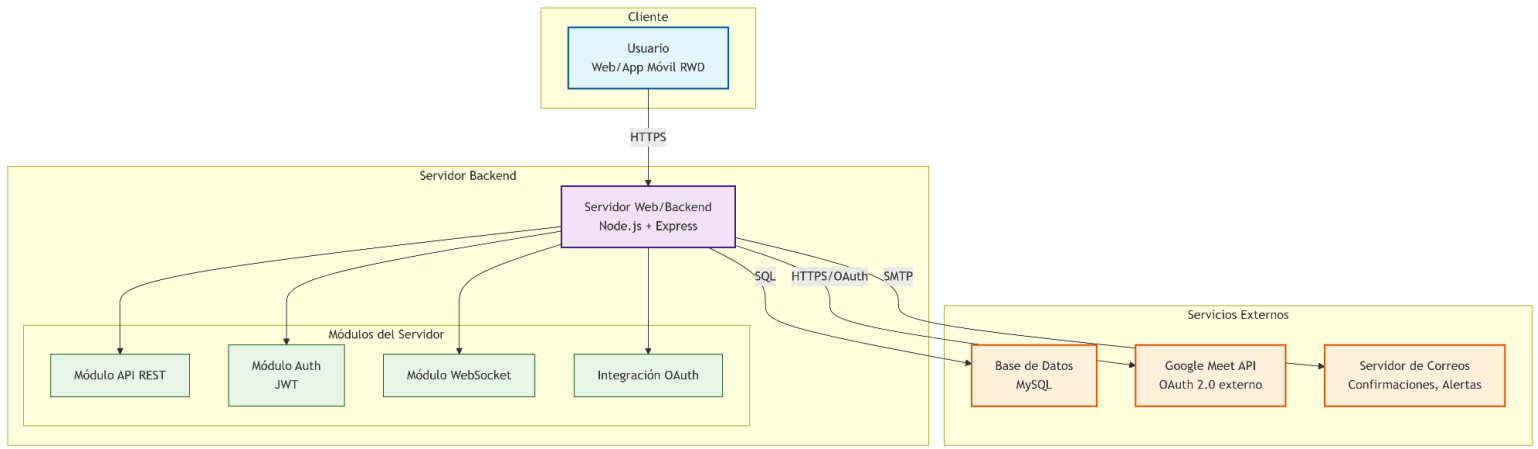 Cliente
Usuario
Web/App Móvil RWD
HTTPS
Servidor Backend
Servidor Web/Backend
Node.js + Express
SQL
HTTPS/OAuth
SMTP
Módulos del Servidor
Módulo API REST
Módulo Auth
JWT
Módulo WebSocket
Integración OAuth
Servicios Externos
Base de Datos
MySQL
Google Meet API
OAuth 2.0 externo
Servidor de Correos
Confirmaciones, Alertas